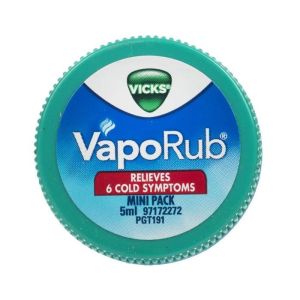 VICKS®
VapoRub®
RELIEVES
6 COLD SYMPTOMS
MINI PACK
5ml 97172272
PGT191